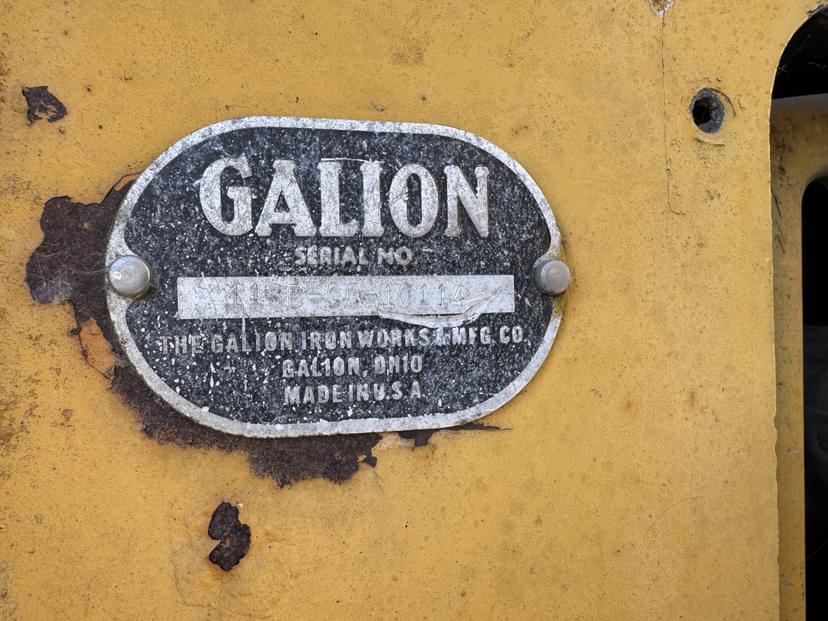 GALION
SERIAL NO
THE GALION IRON WORKS & MFG. CO.
GALION, OHIO
MADE IN U.S.A